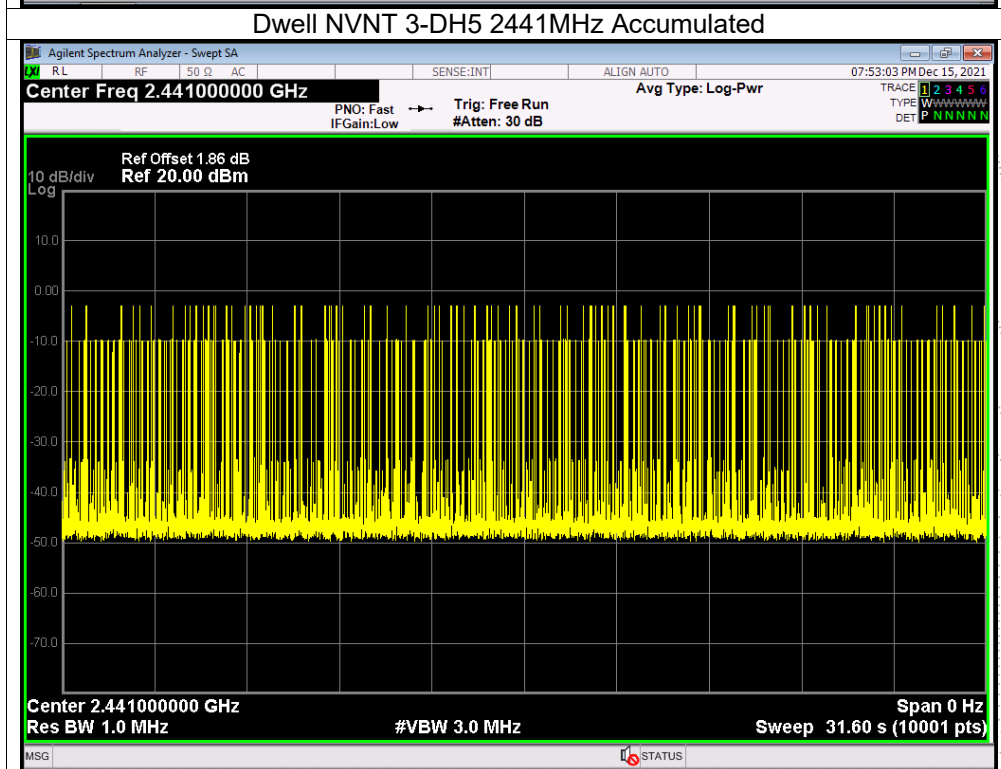 Dwell NVNT 3-DH5 2441MHz Accumulated
Agilent Spectrum Analyzer - Swept SA
LXI RL RF 50 Ω AC SENSE:INT ALIGN AUTO 07:53:03 PM Dec 15, 2021
Center Freq 2.441000000 GHz Avg Type: Log-Pwr TRACE 1 2 3 4 5 6
PNO: Fast Trig: Free Run TYPE WWWWWW
IFGain:Low #Atten: 30 dB DET P N N N N N
Ref Offset 1.86 dB
10 dB/div Ref 20.00 dBm
Log
10.0
0.00
-10.0
-20.0
-30.0
-40.0
-50.0
-60.0
-70.0
Center 2.441000000 GHz Span 0 Hz
Res BW 1.0 MHz #VBW 3.0 MHz Sweep 31.60 s (10001 pts)
MSG STATUS